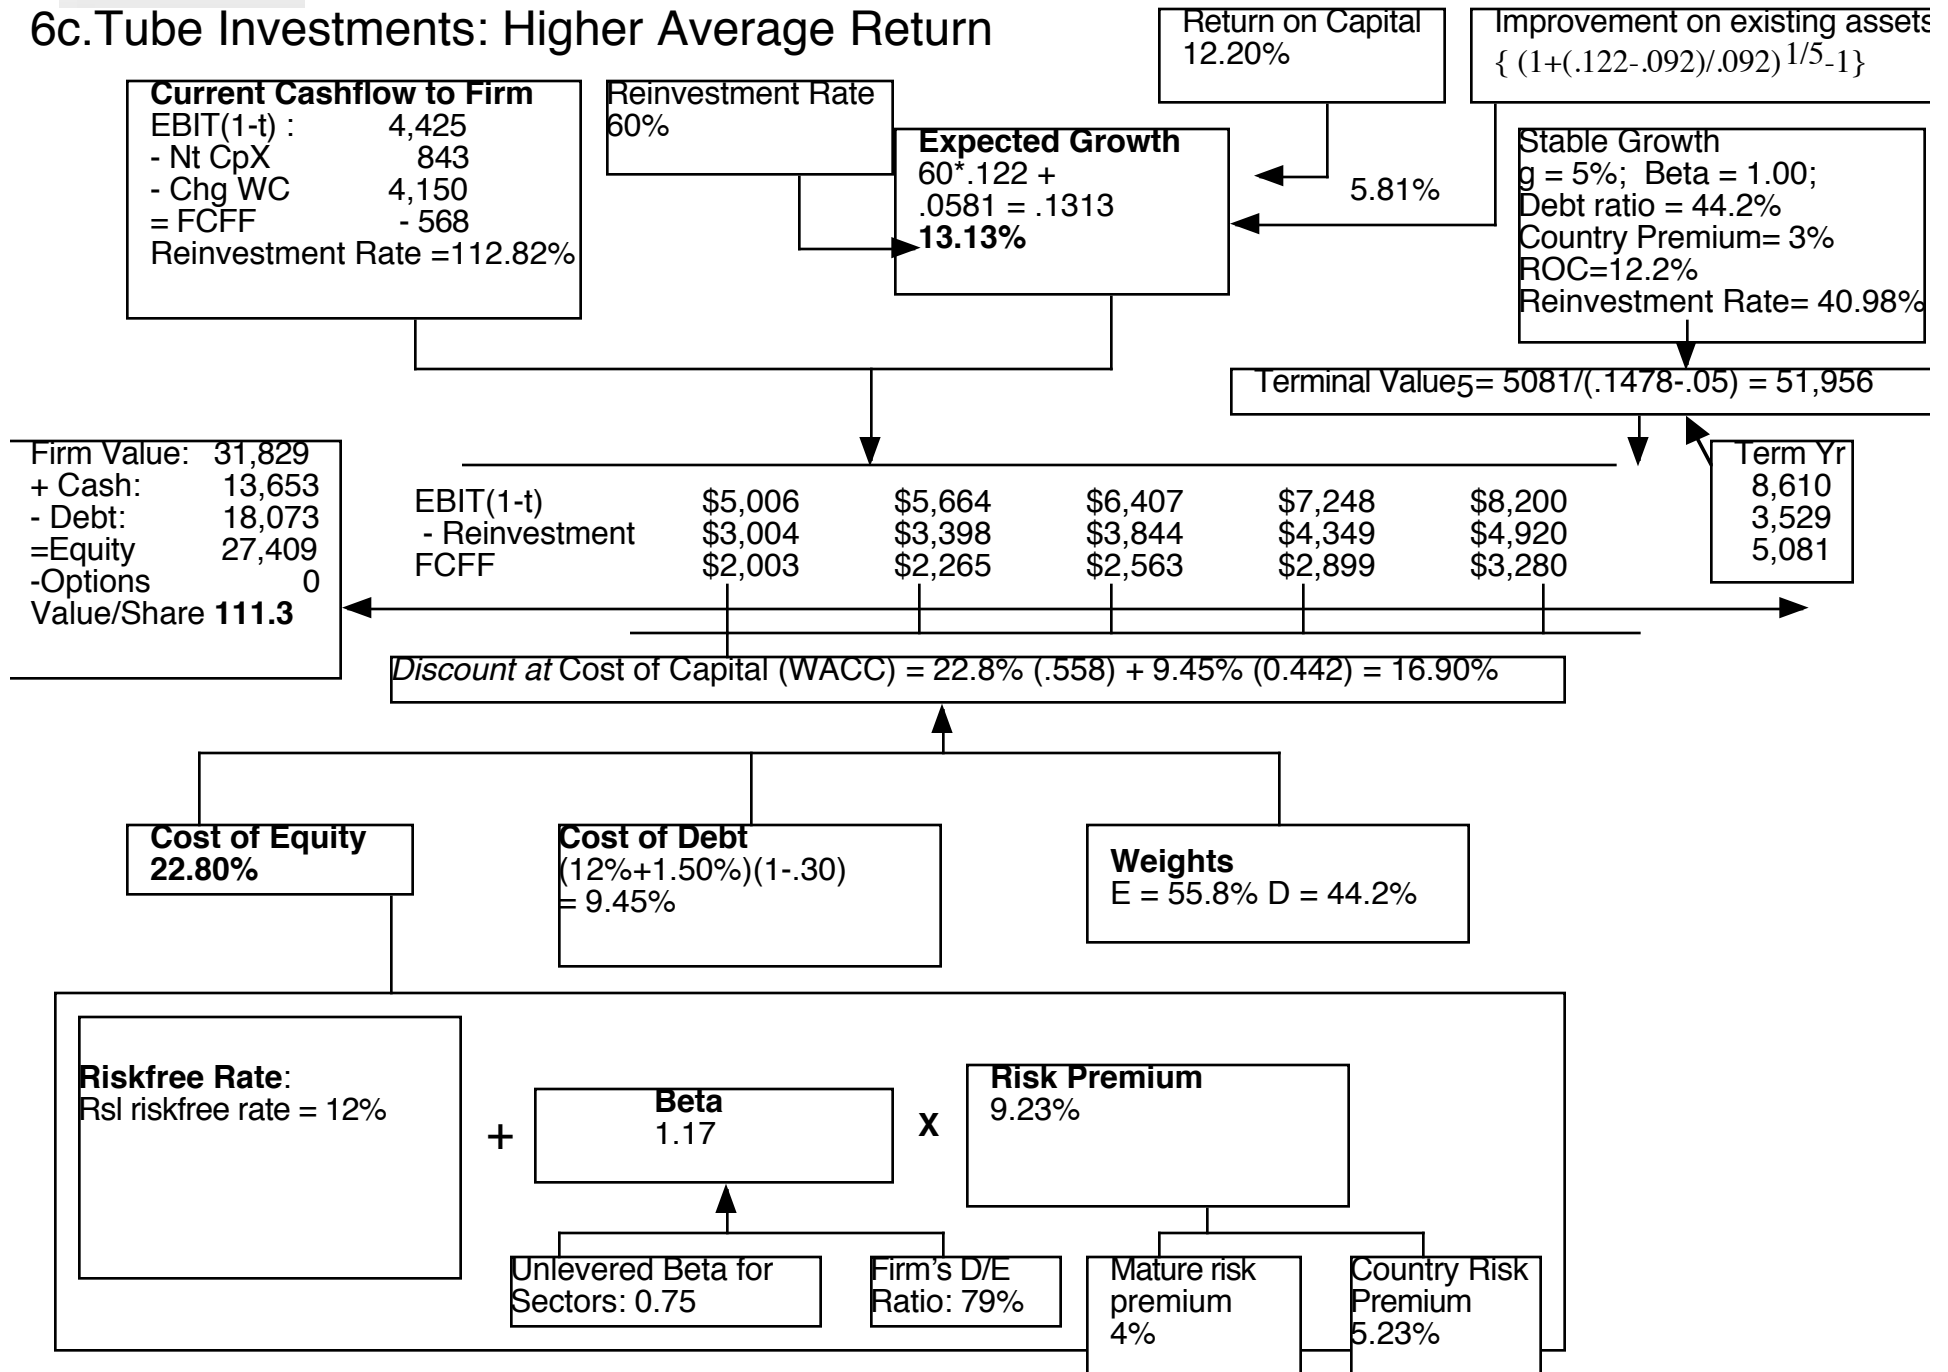 6c.Tube Investments: Higher Average Return
Return on Capital
12.20%
Improvement on existing assets
{ (1+(.122-.092)/.092)1/5-1}
Current Cashflow to Firm
EBIT(1-t) : 4,425
- Nt CpX 843
- Chg WC 4,150
= FCFF - 568
Reinvestment Rate =112.82%
Reinvestment Rate
60%
Expected Growth
60*.122 +
.0581 = .1313
13.13%
5.81%
Stable Growth
g = 5%; Beta = 1.00;
Debt ratio = 44.2%
Country Premium= 3%
ROC=12.2%
Reinvestment Rate= 40.98%
Terminal Value5= 5081/(.1478-.05) = 51,956
Firm Value: 31,829
+ Cash: 13,653
- Debt: 18,073
=Equity 27,409
-Options 0
Value/Share 111.3
EBIT(1-t) $5,006 $5,664 $6,407 $7,248 $8,200
- Reinvestment $3,004 $3,398 $3,844 $4,349 $4,920
FCFF $2,003 $2,265 $2,563 $2,899 $3,280
Term Yr
8,610
3,529
5,081
Discount at Cost of Capital (WACC) = 22.8% (.558) + 9.45% (0.442) = 16.90%
Cost of Equity
22.80%
Cost of Debt
(12%+1.50%)(1-.30)
= 9.45%
Weights
E = 55.8% D = 44.2%
Riskfree Rate:
Rsl riskfree rate = 12%
+
Beta
1.17
X
Risk Premium
9.23%
Unlevered Beta for
Sectors: 0.75
Firm’s D/E
Ratio: 79%
Mature risk
premium
4%
Country Risk
Premium
5.23%